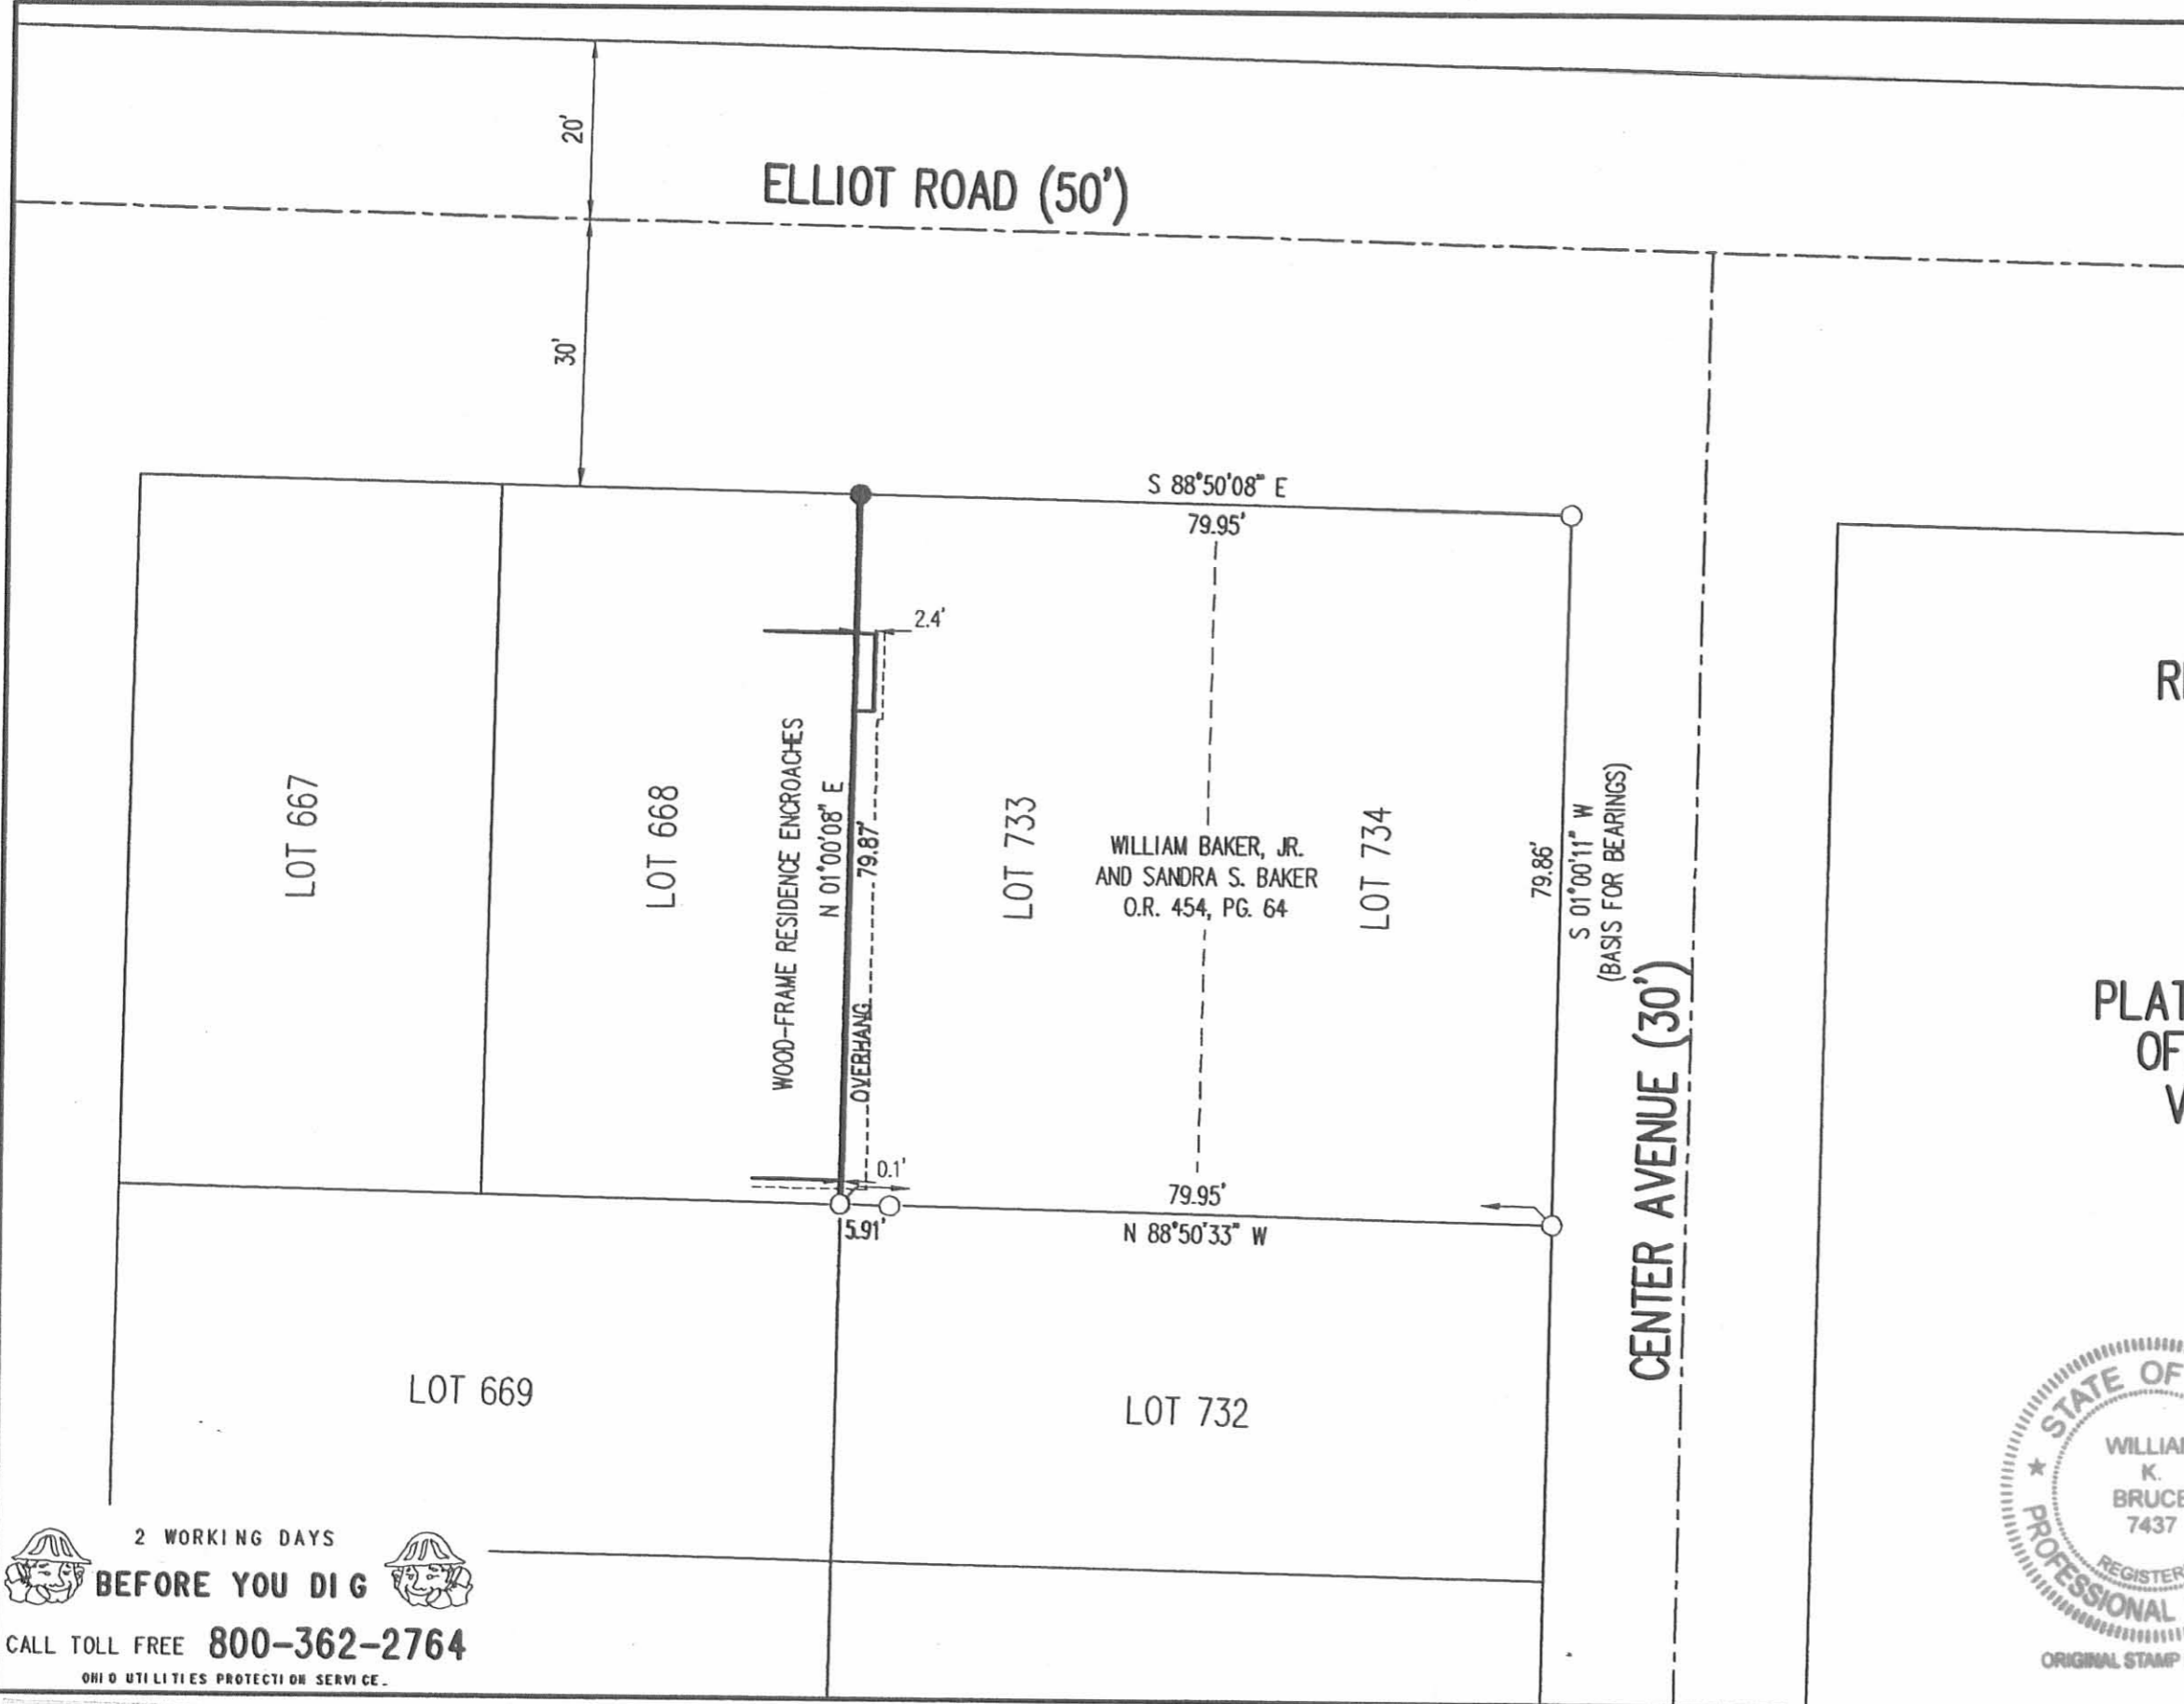 20'
ELLIOT ROAD (50')
30'
S 88°50'08" E
79.95'
2.4'
LOT 667
LOT 668
WOOD-FRAME RESIDENCE ENCROACHES
N 01°00'08" E
79.87'
OVERHANG
LOT 733
WILLIAM BAKER, JR.
AND SANDRA S. BAKER
O.R. 454, PG. 64
LOT 734
79.86'
S 01°00'11" W
(BASIS FOR BEARINGS)
CENTER AVENUE (30')
0.1'
5.91'
79.95'
N 88°50'33" W
LOT 669
LOT 732
R
PLAT
OF
STATE OF
WILLIA
K.
BRUCE
7437
REGISTER
PROFESSIONAL
ORIGINAL STAMP
2 WORKING DAYS
BEFORE YOU DIG
CALL TOLL FREE 800-362-2764
OHIO UTILITIES PROTECTION SERVICE.